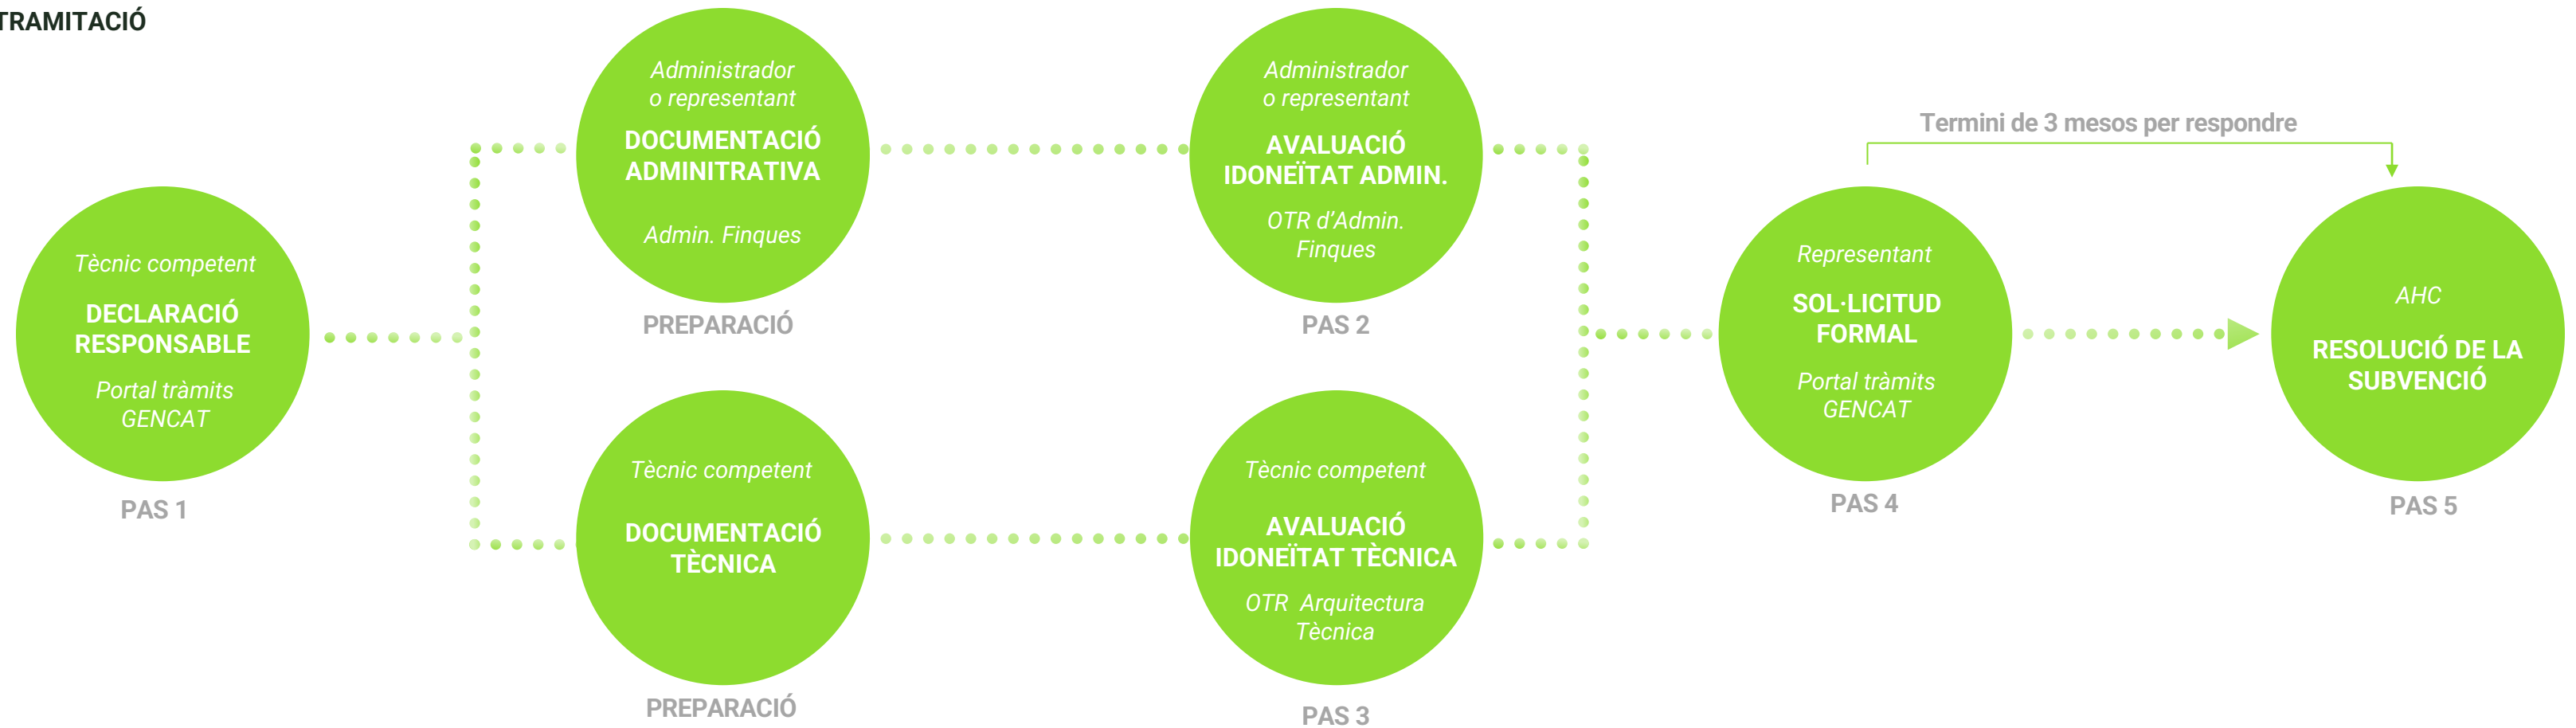 TRAMITACIÓ
Tècnic competent
DECLARACIÓ
RESPONSABLE
Portal tràmits
GENCAT
PAS 1
Administrador
o representant
DOCUMENTACIÓ
ADMINITRATIVA
Admin. Finques
PREPARACIÓ
Tècnic competent
DOCUMENTACIÓ
TÈCNICA
PREPARACIÓ
Administrador
o representant
AVALUACIÓ
IDONEÏTAT ADMIN.
OTR d’Admin.
Finques
PAS 2
Tècnic competent
AVALUACIÓ
IDONEÏTAT TÈCNICA
OTR Arquitectura
Tècnica
PAS 3
Termini de 3 mesos per respondre
Representant
SOL·LICITUD
FORMAL
Portal tràmits
GENCAT
PAS 4
AHC
RESOLUCIÓ DE LA
SUBVENCIÓ
PAS 5